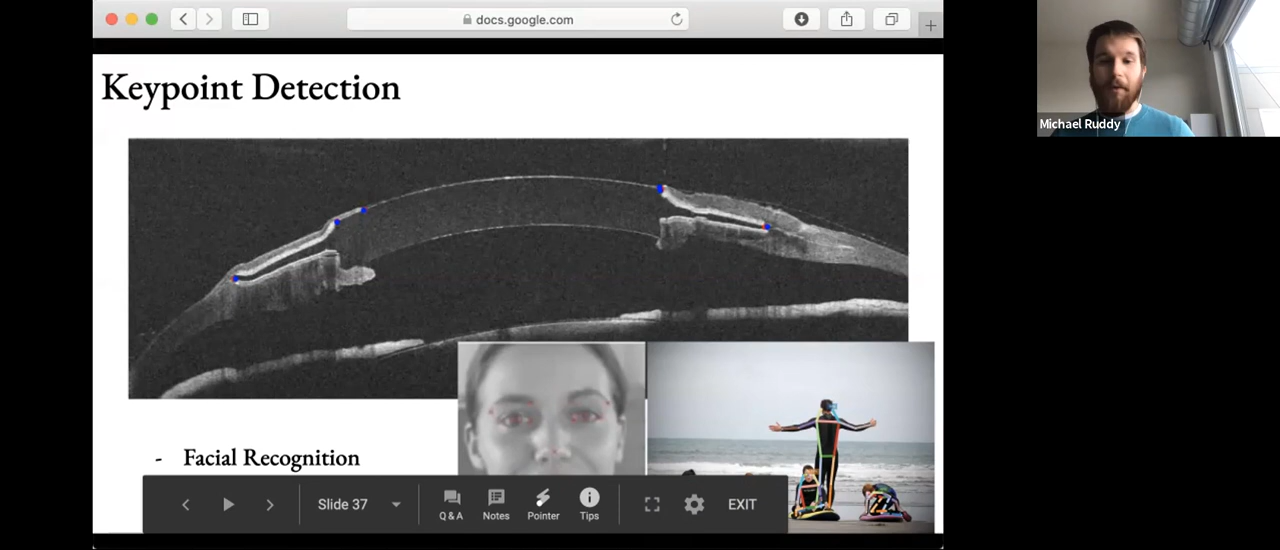 docs.google.com
Keypoint Detection
Michael Ruddy
- Facial Recognition
Slide 37
Q & A
Notes
Pointer
Tips
EXIT